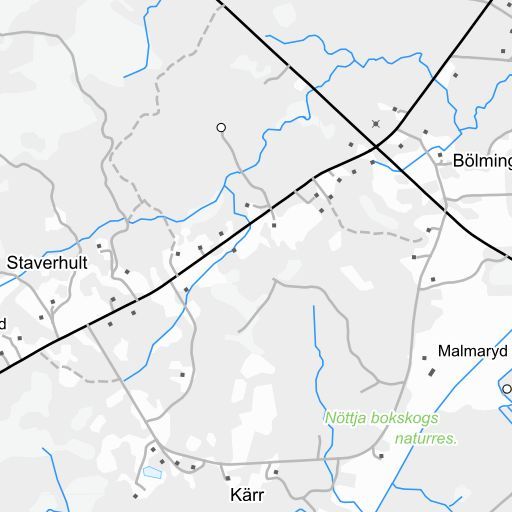 Bölming
Staverhult
d
Malmaryd
Nöttja bokskogs
naturres.
Kärr